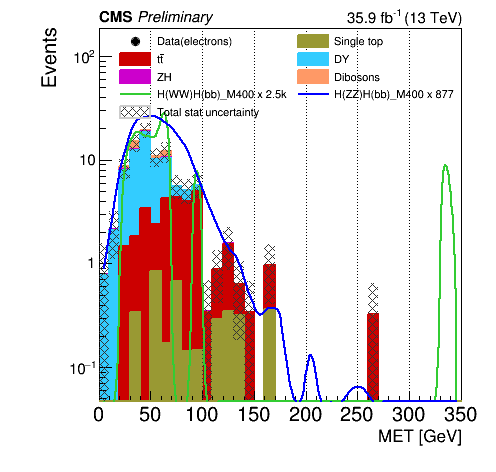 CMS Preliminary 35.9 fb⁻¹ (13 TeV)
Events
10²
10
1
10⁻¹
Data(electrons) Single top
tt̄ DY
ZH Dibosons
H(WW)H(bb)_M400 x 2.5k H(ZZ)H(bb)_M400 x 877
Total stat uncertainty
0 50 100 150 200 250 300 350
MET [GeV]